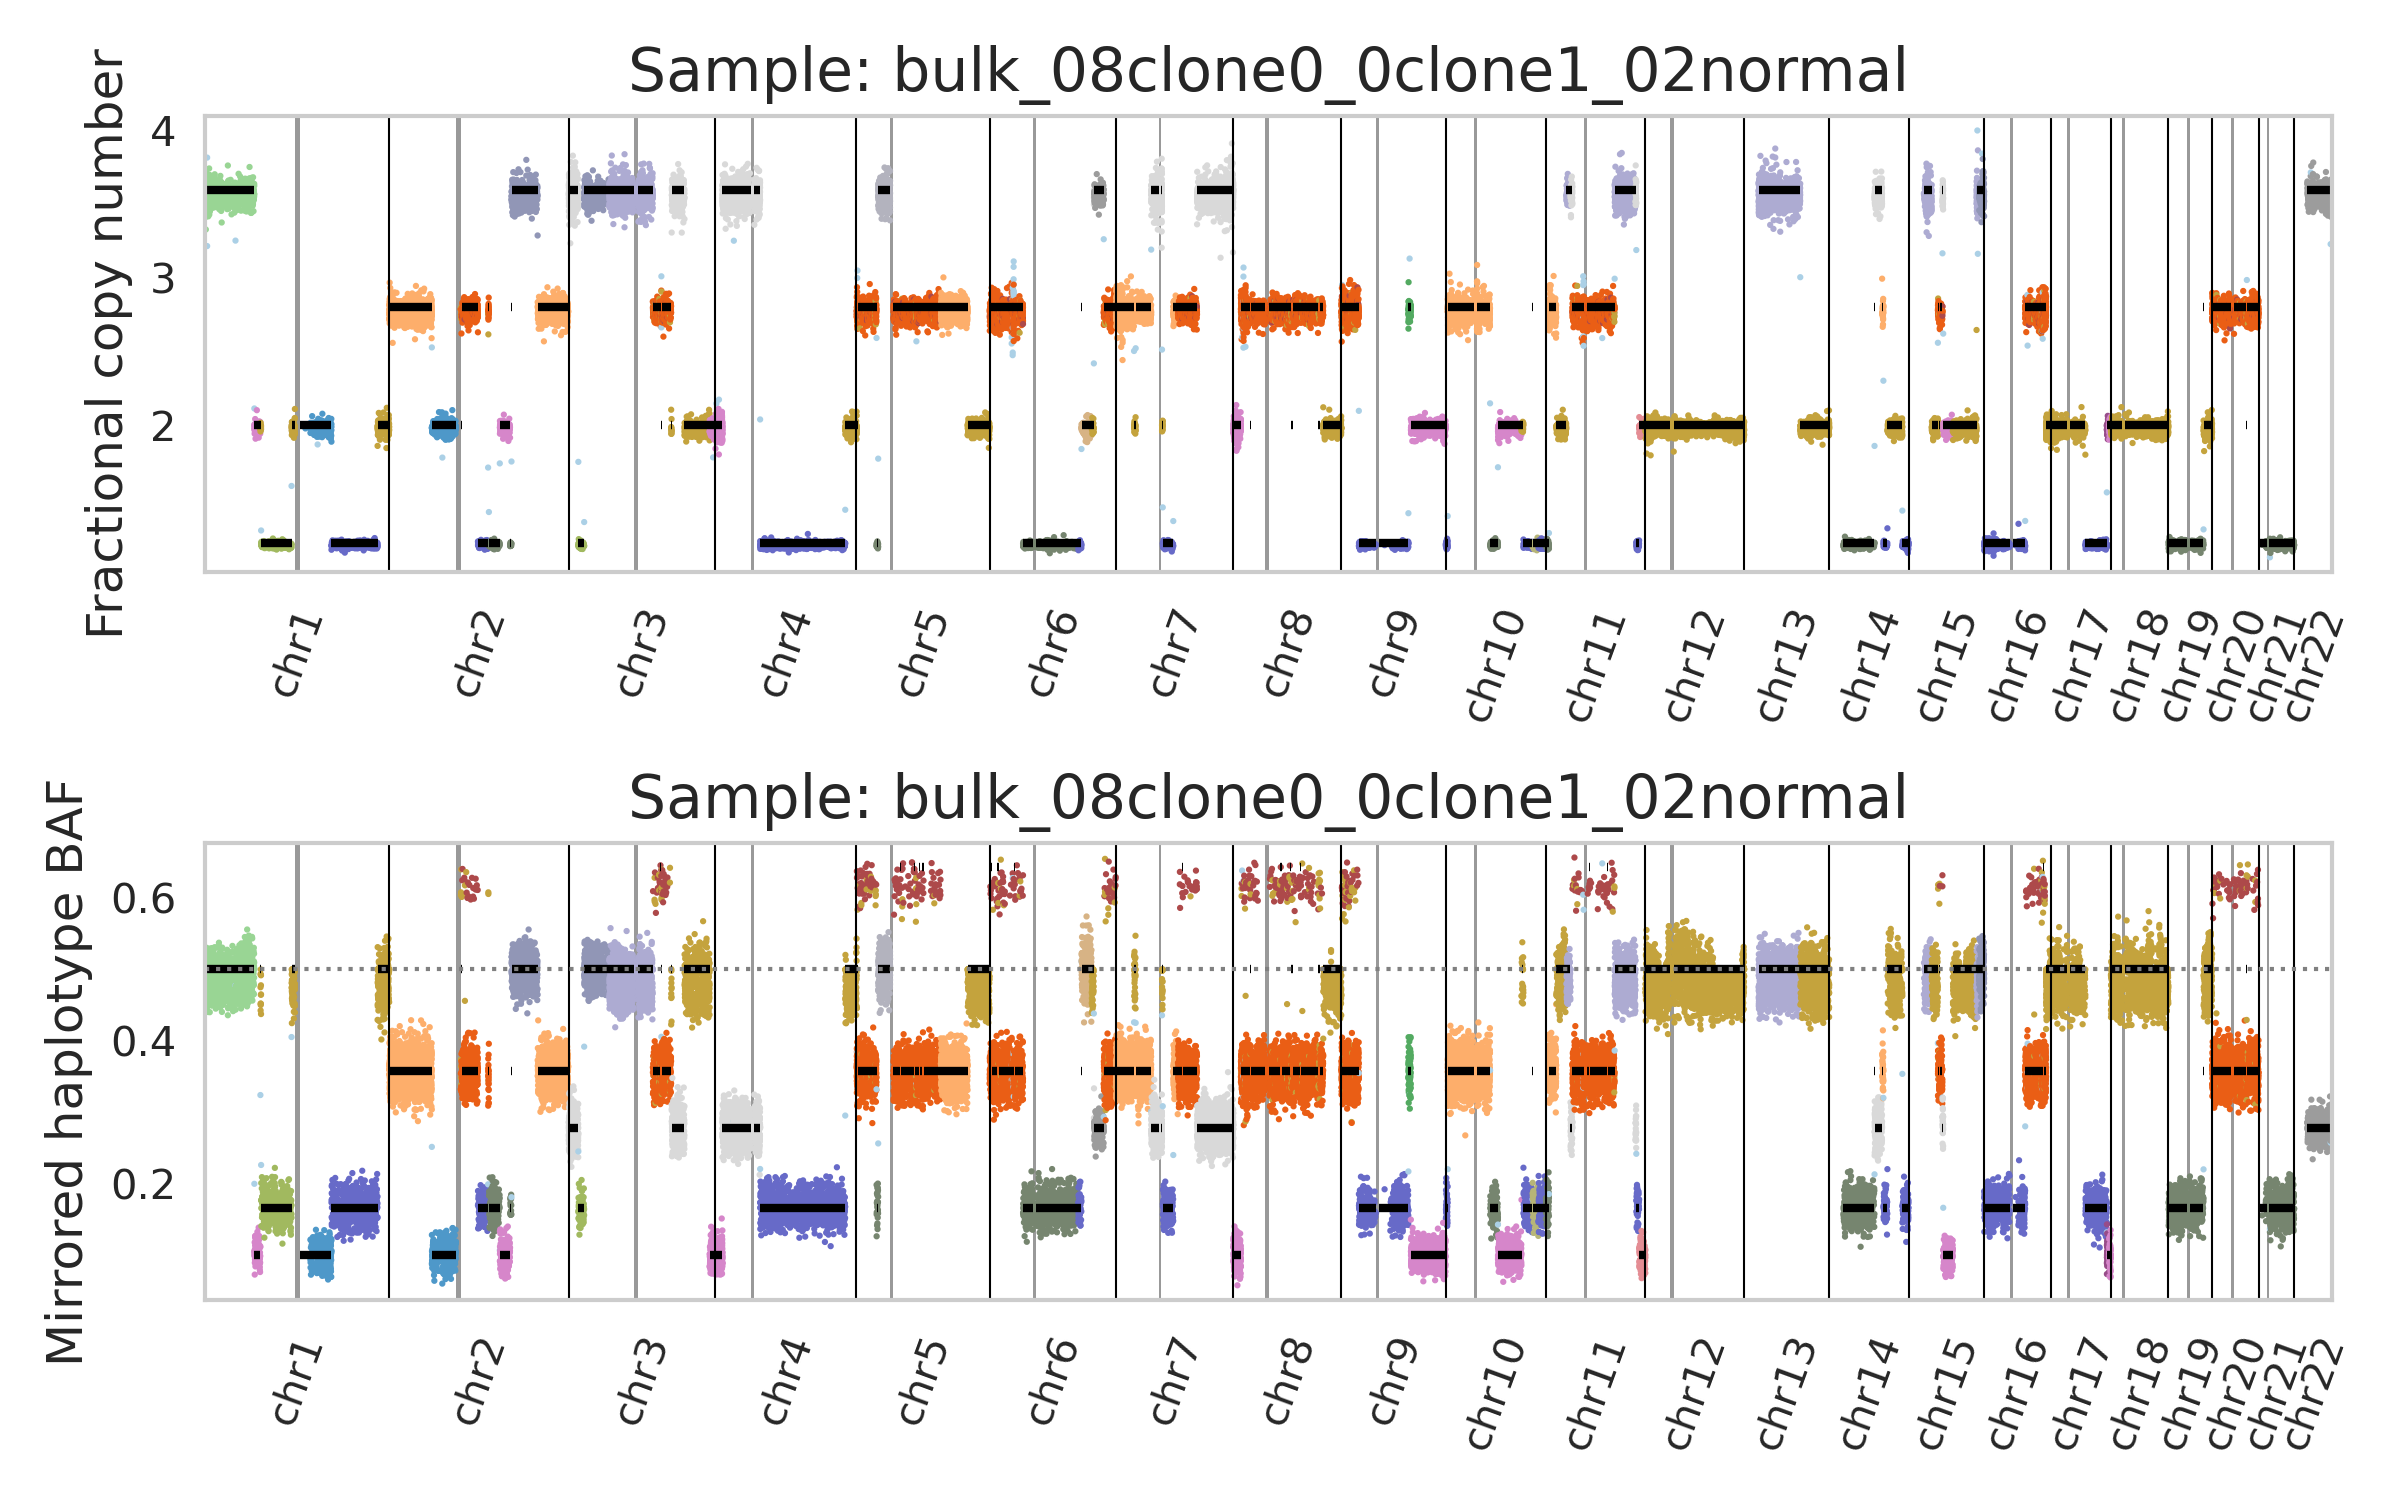 Sample: bulk_08clone0_0clone1_02normal
Fractional copy number
4
3
2
chr1
chr2
chr3
chr4
chr5
chr6
chr7
chr8
chr9
chr10
chr11
chr12
chr13
chr14
chr15
chr16
chr17
chr18
chr19
chr20
chr21
chr22
Sample: bulk_08clone0_0clone1_02normal
Mirrored haplotype BAF
0.6
0.4
0.2
chr1
chr2
chr3
chr4
chr5
chr6
chr7
chr8
chr9
chr10
chr11
chr12
chr13
chr14
chr15
chr16
chr17
chr18
chr19
chr20
chr21
chr22